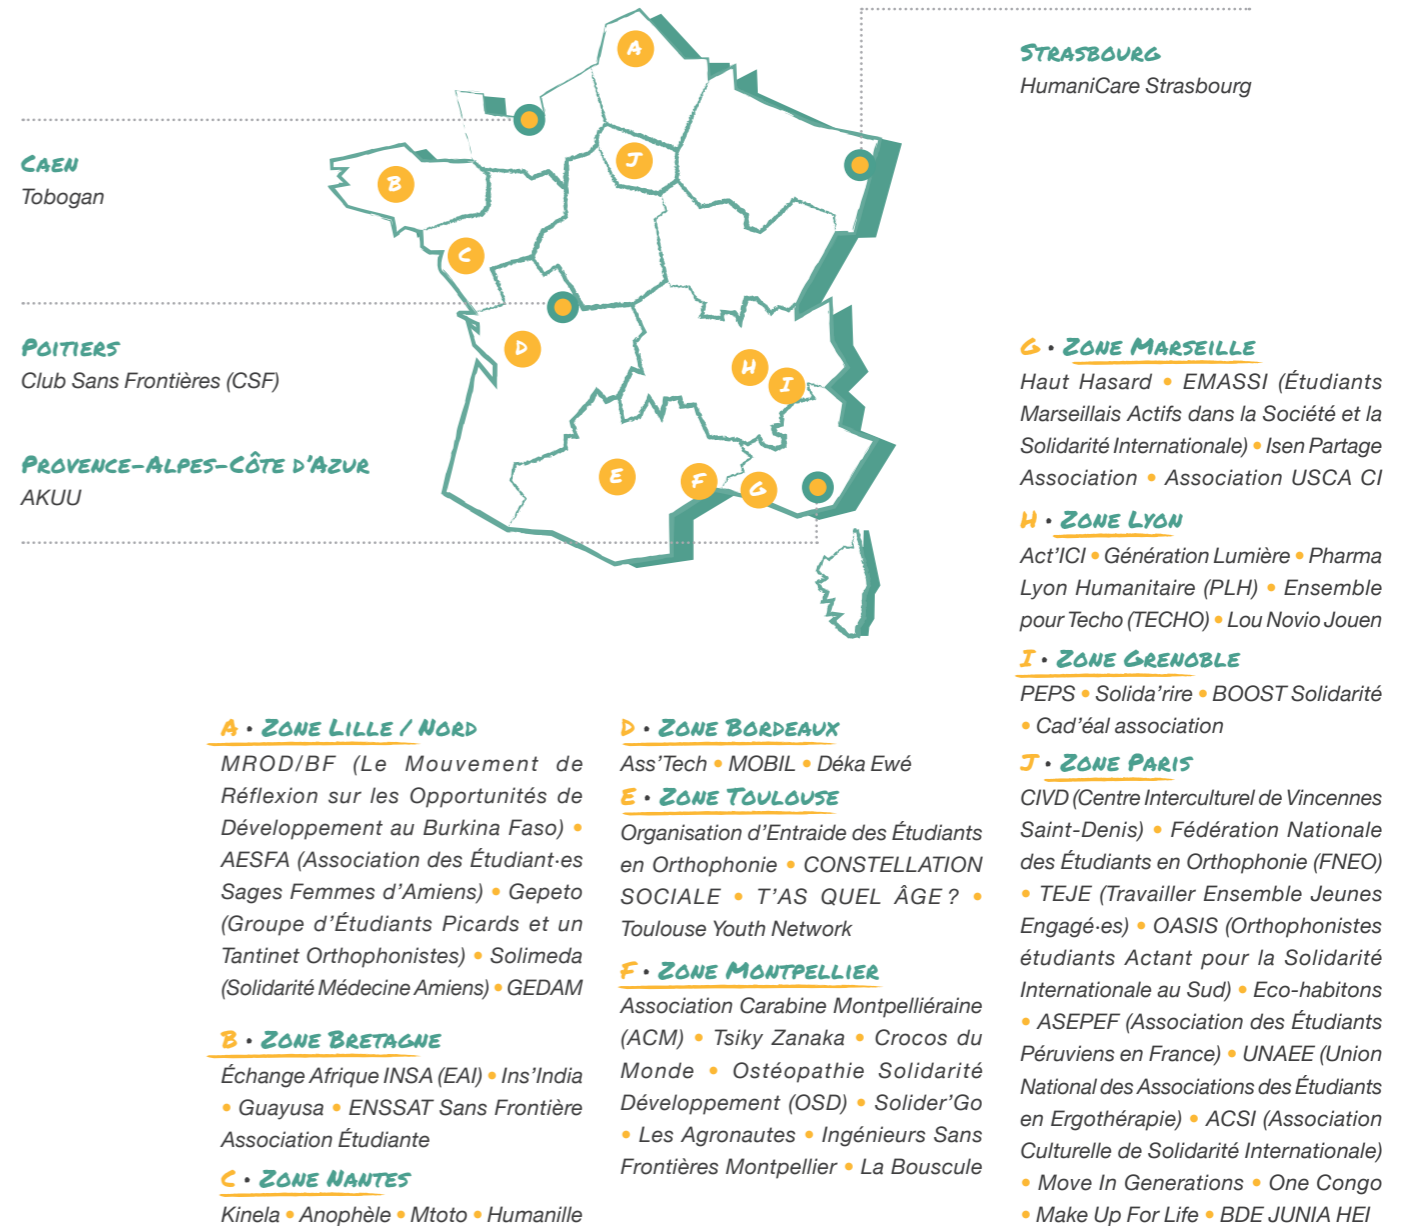 A
B
C
D
E
F
G
H
I
J
CAEN
Tobogan
POITIERS
Club Sans Frontières (CSF)
PROVENCE-ALPES-CÔTE D'AZUR
AKUU
STRASBOURG
HumaniCare Strasbourg
A • ZONE LILLE / NORD
MROD/BF (Le Mouvement de
Réflexion sur les Opportunités de
Développement au Burkina Faso) •
AESFA (Association des Étudiant·es
Sages Femmes d'Amiens) • Gepeto
(Groupe d'Étudiants Picards et un
Tantinet Orthophonistes) • Solimeda
(Solidarité Médecine Amiens) • GEDAM
B • ZONE BRETAGNE
Échange Afrique INSA (EAI) • Ins'India
• Guayusa • ENSSAT Sans Frontière
Association Étudiante
C • ZONE NANTES
Kinela • Anophèle • Mtoto • Humanille
D • ZONE BORDEAUX
Ass'Tech • MOBIL • Déka Ewé
E • ZONE TOULOUSE
Organisation d'Entraide des Étudiants
en Orthophonie • CONSTELLATION
SOCIALE • T'AS QUEL ÂGE ? •
Toulouse Youth Network
F • ZONE MONTPELLIER
Association Carabine Montpelliéraine
(ACM) • Tsiky Zanaka • Crocos du
Monde • Ostéopathie Solidarité
Développement (OSD) • Solider'Go
• Les Agronautes • Ingénieurs Sans
Frontières Montpellier • La Bouscule
G • ZONE MARSEILLE
Haut Hasard • EMASSI (Étudiants
Marseillais Actifs dans la Société et la
Solidarité Internationale) • Isen Partage
Association • Association USCA CI
H • ZONE LYON
Act'ICI • Génération Lumière • Pharma
Lyon Humanitaire (PLH) • Ensemble
pour Techo (TECHO) • Lou Novio Jouen
I • ZONE GRENOBLE
PEPS • Solida'rire • BOOST Solidarité
• Cad'éal association
J • ZONE PARIS
CIVD (Centre Interculturel de Vincennes
Saint-Denis) • Fédération Nationale
des Étudiants en Orthophonie (FNEO)
• TEJE (Travailler Ensemble Jeunes
Engagé·es) • OASIS (Orthophonistes
étudiants Actant pour la Solidarité
Internationale au Sud) • Eco-habitons
• ASEPEF (Association des Étudiants
Péruviens en France) • UNAEE (Union
National des Associations des Étudiants
en Ergothérapie) • ACSI (Association
Culturelle de Solidarité Internationale)
• Move In Generations • One Congo
• Make Up For Life • BDE JUNIA HEI